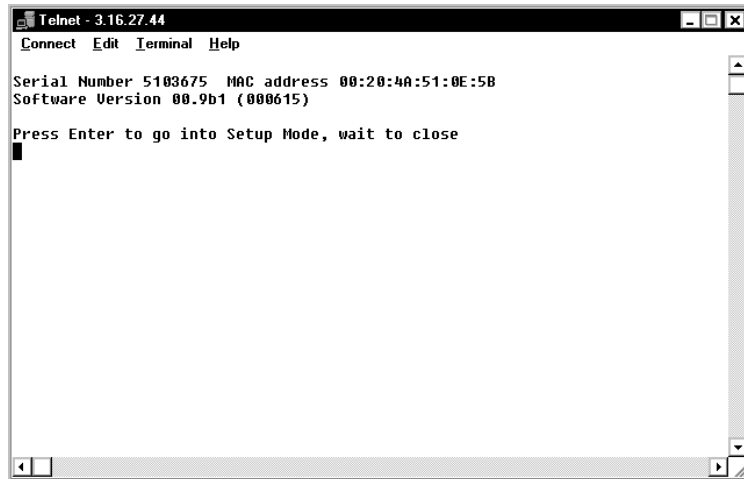 Telnet - 3.16.27.44
Connect Edit Terminal Help
Serial Number 5103675 MAC address 00:20:4A:51:0E:5B
Software Version 00.9b1 (000615)
Press Enter to go into Setup Mode, wait to close